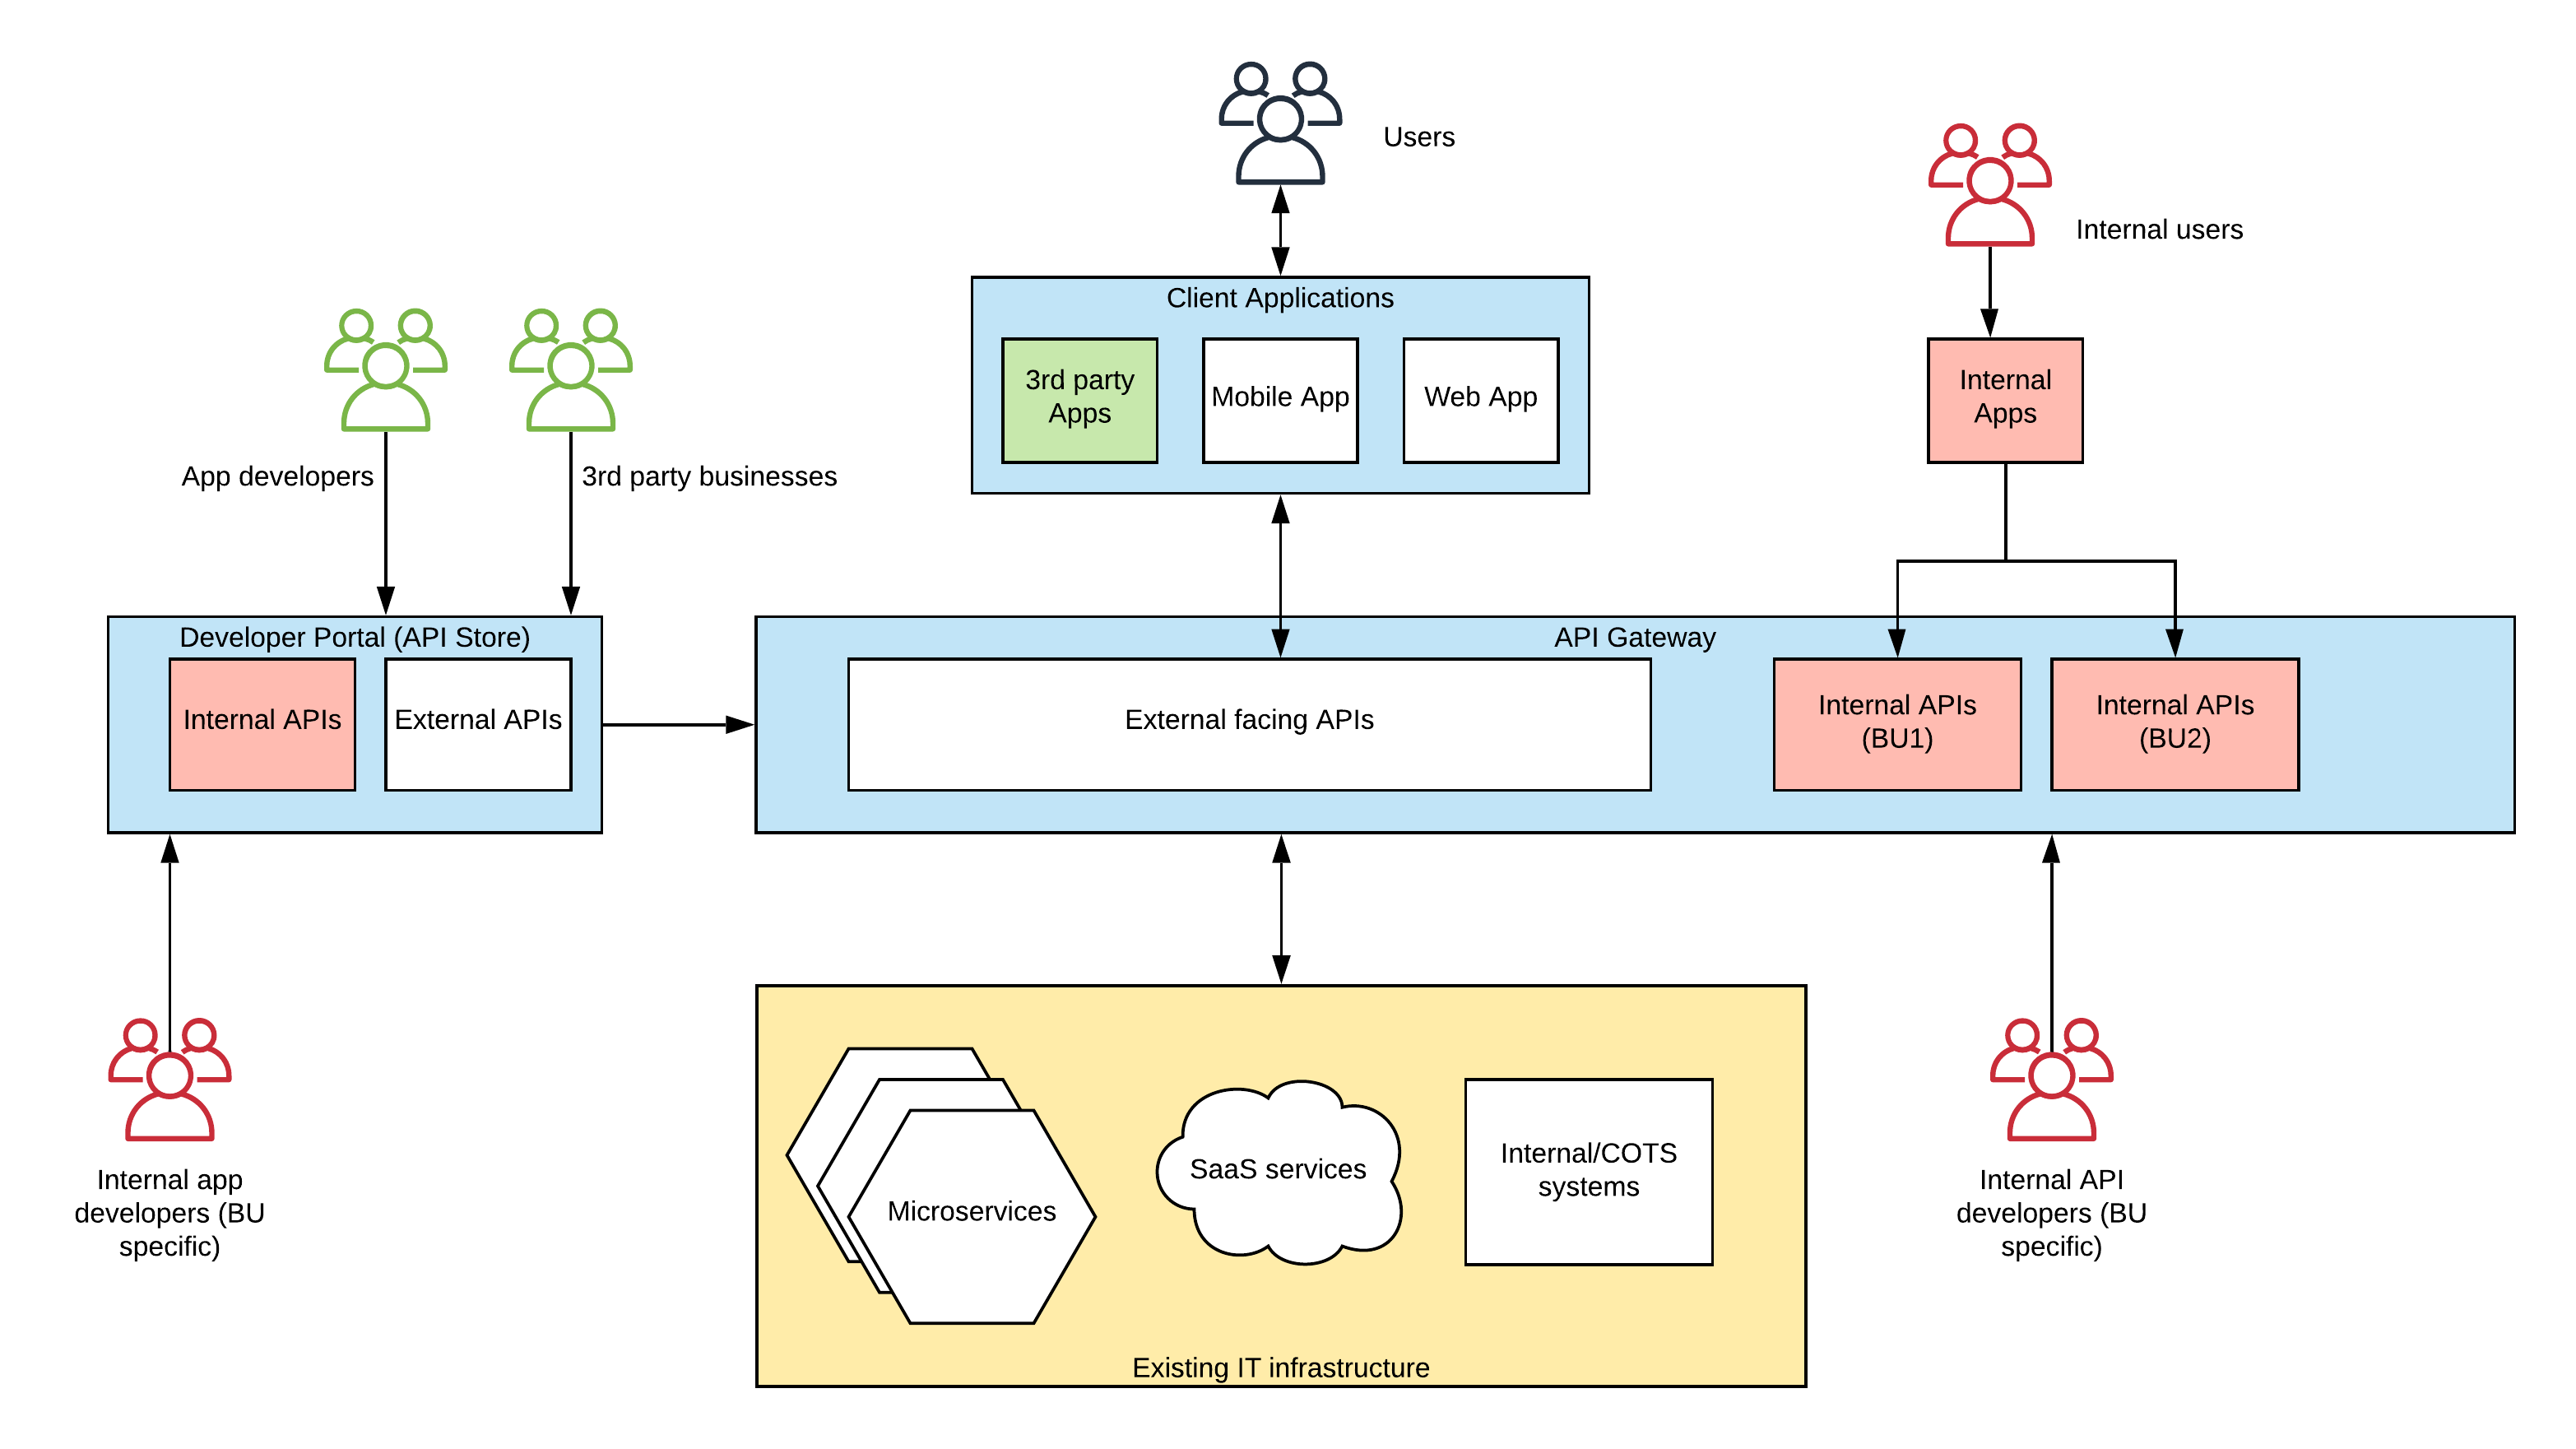 Users
Internal users
Client Applications
3rd party
Apps
Mobile App
Web App
Internal
Apps
App developers
3rd party businesses
Developer Portal (API Store)
Internal APIs
External APIs
API Gateway
External facing APIs
Internal APIs
(BU1)
Internal APIs
(BU2)
Internal app
developers (BU
specific)
Microservices
SaaS services
Internal/COTS
systems
Existing IT infrastructure
Internal API
developers (BU
specific)